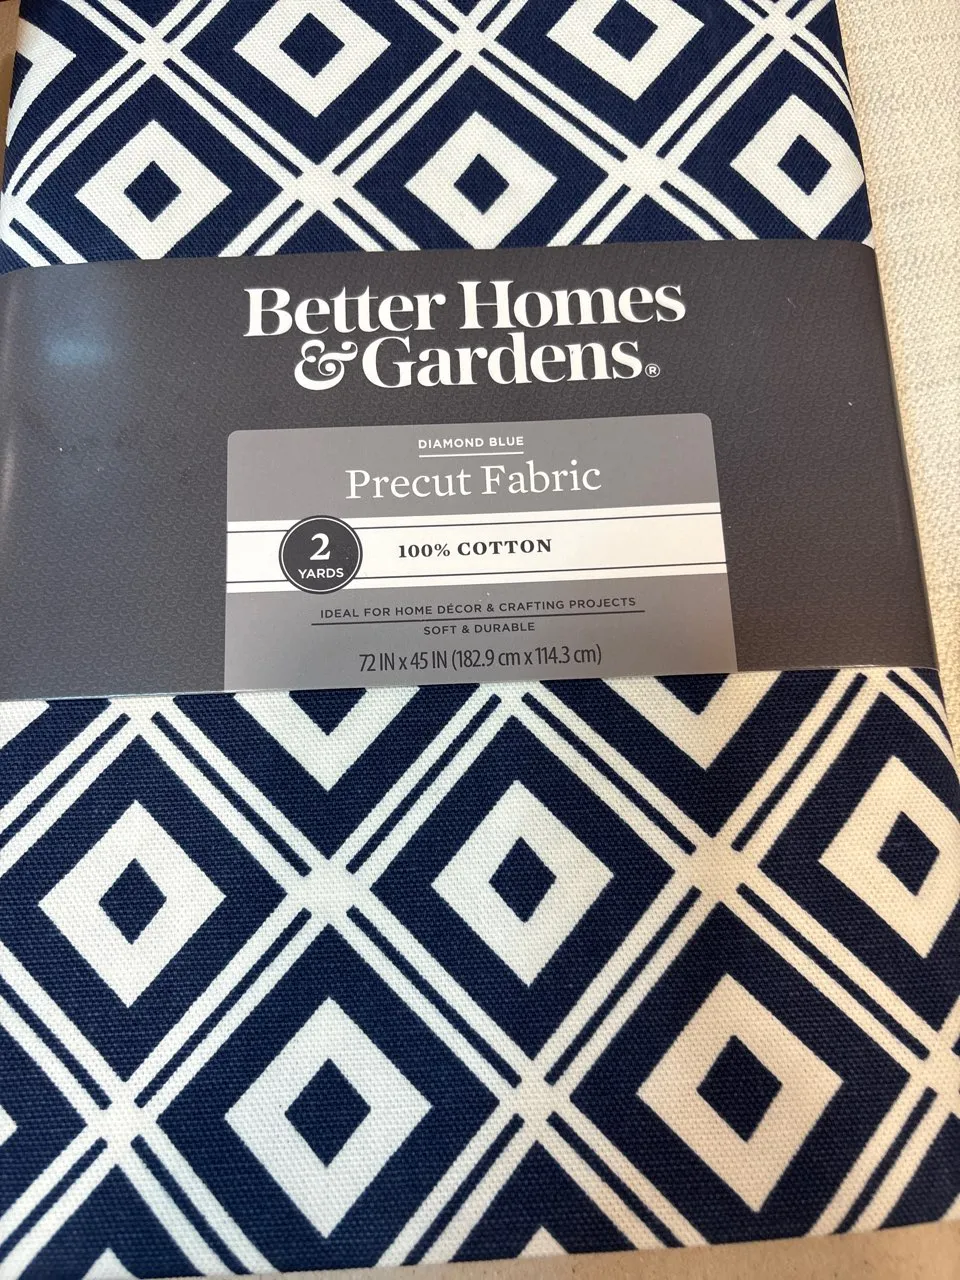 Better Homes
& Gardens®
DIAMOND BLUE
Precut Fabric
2
YARDS
100% COTTON
IDEAL FOR HOME DÉCOR & CRAFTING PROJECTS
SOFT & DURABLE
72 IN x 45 IN (182.9 cm x 114.3 cm)